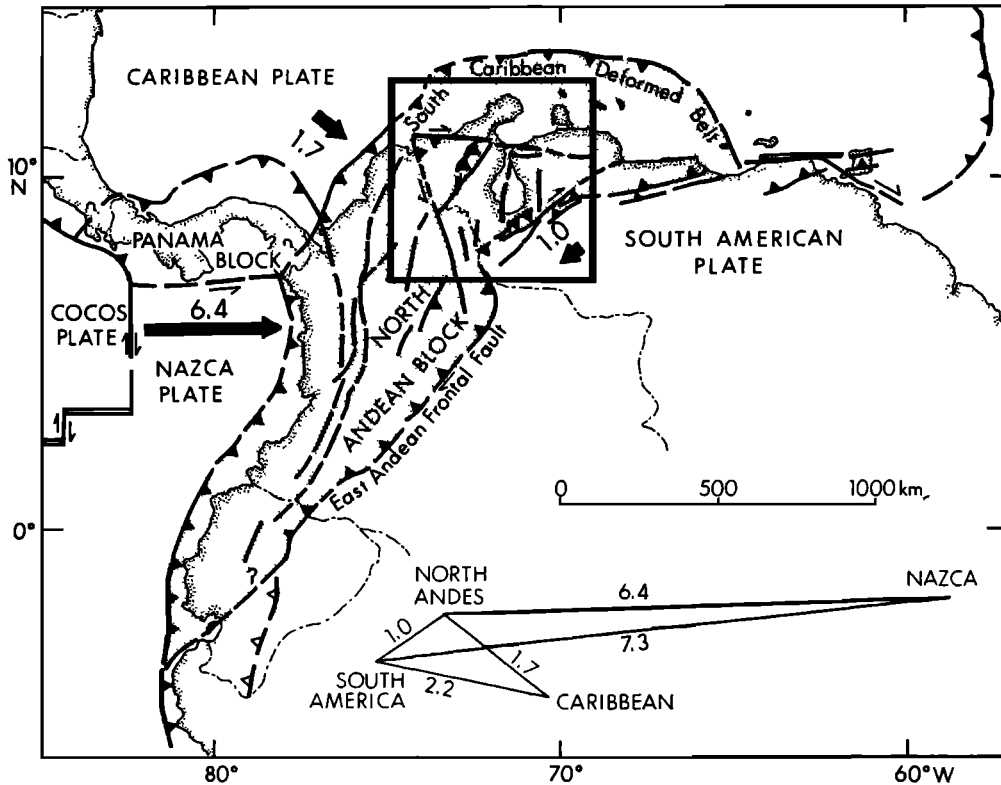 CARIBBEAN PLATE
South
Caribbean
Deformed
Belt
1.7
10°
N
PANAMA
BLOCK
COCOS
PLATE
6.4
NAZCA
PLATE
NORTH
ANDEAN BLOCK
East Andean Frontal Fault
1.0
SOUTH AMERICAN
PLATE
0 500 1000 km
0°
?
NORTH
ANDES
6.4
NAZCA
1.0
7.3
1.7
SOUTH
AMERICA
2.2
CARIBBEAN
80° 70° 60°W